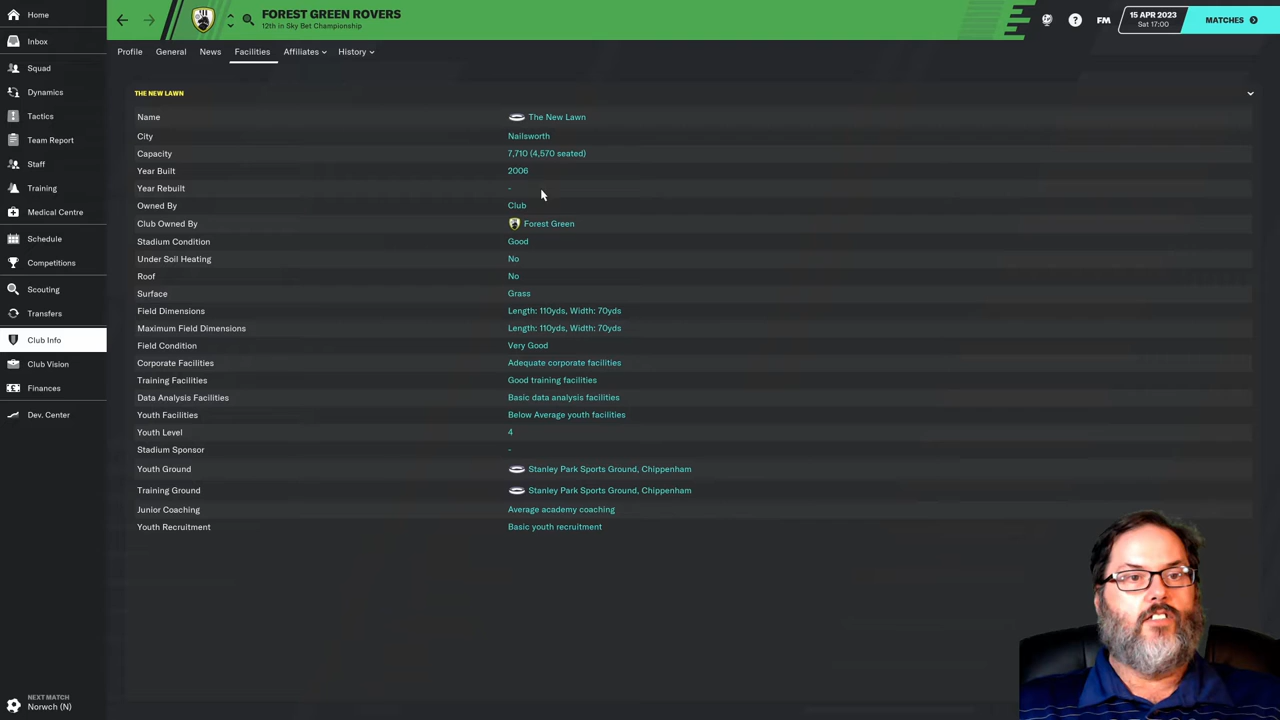 Home
FOREST GREEN ROVERS
12th in Sky Bet Championship
FM
15 APR 2023
Sat 17:00
MATCHES
Inbox
Profile General News Facilities Affiliates History
Squad
Dynamics
Tactics
Team Report
Staff
Training
Medical Centre
Schedule
Competitions
Scouting
Transfers
Club Info
Club Vision
Finances
Dev. Center
NEXT MATCH
Norwch (N)
THE NEW LAWN
Name The New Lawn
City Nailsworth
Capacity 7,710 (4,570 seated)
Year Built 2006
Year Rebuilt -
Owned By Club
Club Owned By Forest Green
Stadium Condition Good
Under Soil Heating No
Roof No
Surface Grass
Field Dimensions Length: 110yds, Width: 70yds
Maximum Field Dimensions Length: 110yds, Width: 70yds
Field Condition Very Good
Corporate Facilities Adequate corporate facilities
Training Facilities Good training facilities
Data Analysis Facilities Basic data analysis facilities
Youth Facilities Below Average youth facilities
Youth Level 4
Stadium Sponsor -
Youth Ground Stanley Park Sports Ground, Chippenham
Training Ground Stanley Park Sports Ground, Chippenham
Junior Coaching Average academy coaching
Youth Recruitment Basic youth recruitment